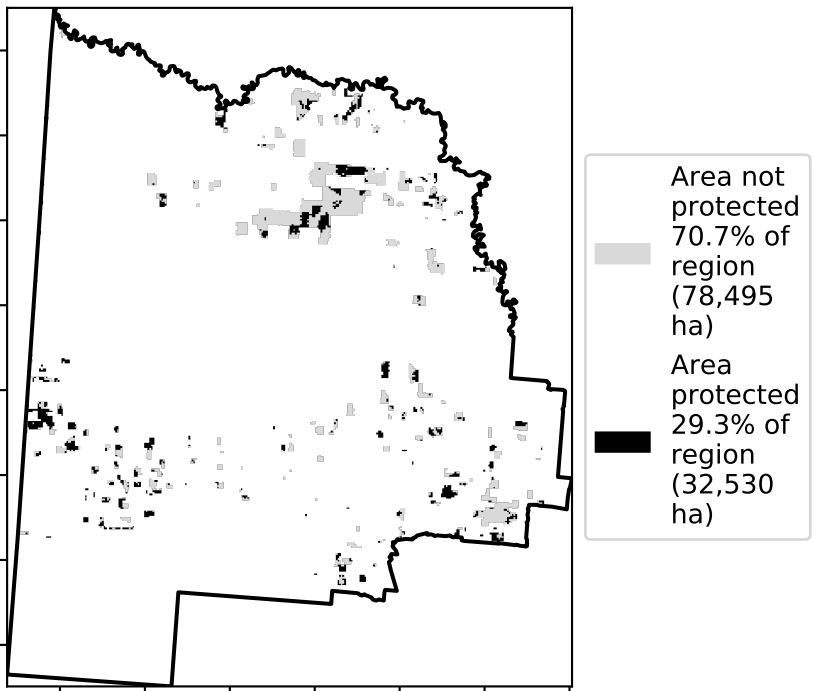 Area not
protected
70.7% of
region
(78,495
ha)
Area
protected
29.3% of
region
(32,530
ha)